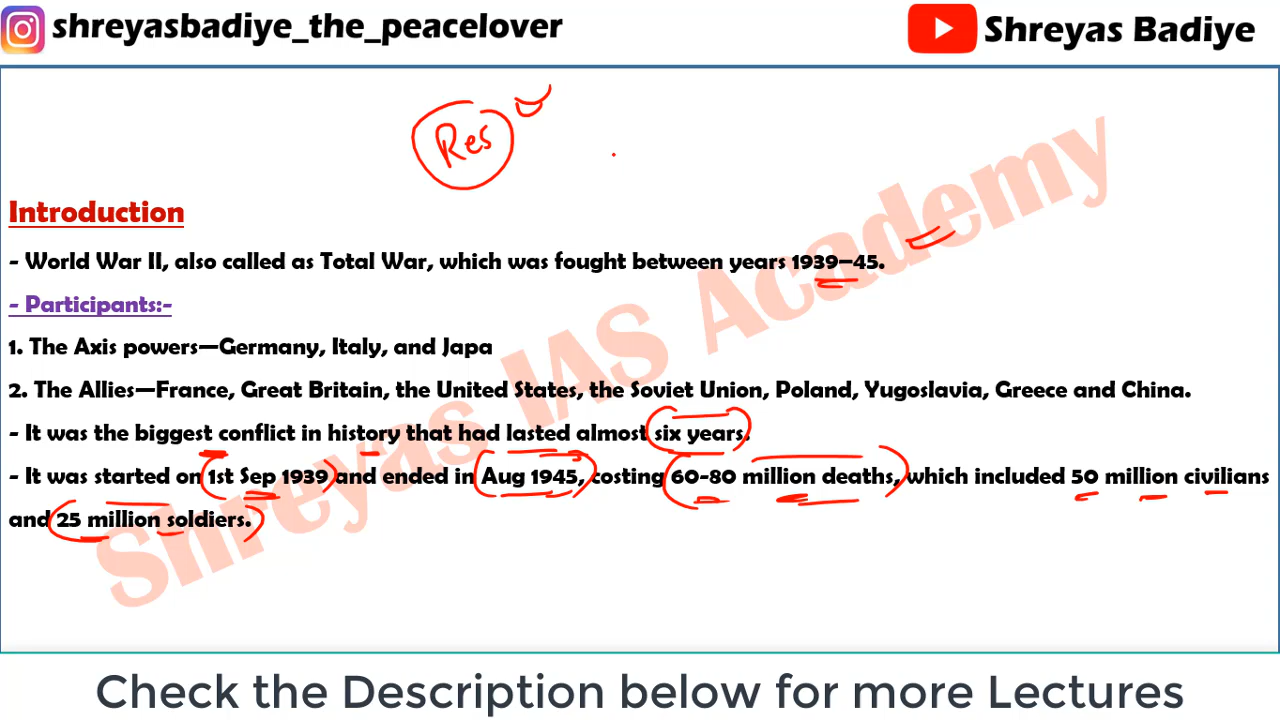 shreyasbadiye_the_peacelover
Shreyas Badiye
Res
Introduction
- World War II, also called as Total War, which was fought between years 1939–45.
- Participants:-
1. The Axis powers—Germany, Italy, and Japa
2. The Allies—France, Great Britain, the United States, the Soviet Union, Poland, Yugoslavia, Greece and China.
- It was the biggest conflict in history that had lasted almost six years.
- It was started on 1st Sep 1939 and ended in Aug 1945, costing 60-80 million deaths, which included 50 million civilians
and 25 million soldiers.
Shreyas IAS Academy
Check the Description below for more Lectures